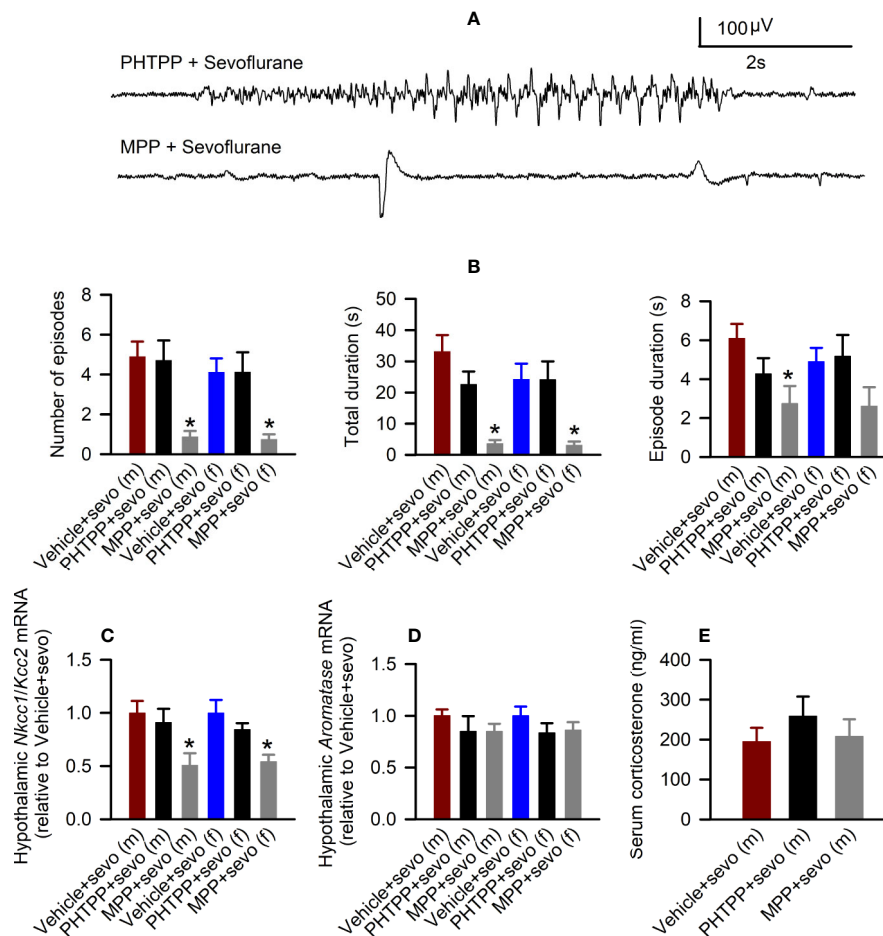 A
100 µV
2s
PHTPP + Sevoflurane
MPP + Sevoflurane
B
Number of episodes
8
6
4
2
0
*
*
Vehicle+sevo (m)
PHTPP+sevo (m)
MPP+sevo (m)
Vehicle+sevo (f)
PHTPP+sevo (f)
MPP+sevo (f)
Total duration (s)
50
40
30
20
10
0
*
*
Vehicle+sevo (m)
PHTPP+sevo (m)
MPP+sevo (m)
Vehicle+sevo (f)
PHTPP+sevo (f)
MPP+sevo (f)
Episode duration (s)
8
6
4
2
0
*
Vehicle+sevo (m)
PHTPP+sevo (m)
MPP+sevo (m)
Vehicle+sevo (f)
PHTPP+sevo (f)
MPP+sevo (f)
C
Hypothalamic Nkcc1/Kcc2 mRNA
(relative to Vehicle+sevo)
1.5
1.0
0.5
0.0
*
*
Vehicle+sevo (m)
PHTPP+sevo (m)
MPP+sevo (m)
Vehicle+sevo (f)
PHTPP+sevo (f)
MPP+sevo (f)
D
Hypothalamic Aromatase mRNA
(relative to Vehicle+sevo)
1.5
1.0
0.5
0.0
Vehicle+sevo (m)
PHTPP+sevo (m)
MPP+sevo (m)
Vehicle+sevo (f)
PHTPP+sevo (f)
MPP+sevo (f)
E
Serum corticosterone (ng/ml)
400
300
200
100
0
Vehicle+sevo (m)
PHTPP+sevo (m)
MPP+sevo (m)